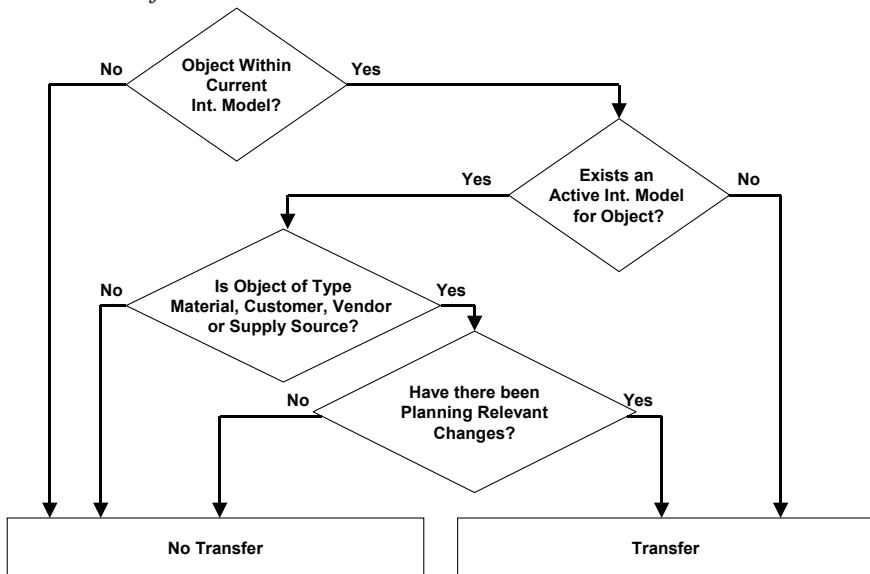 No
Object Within
Current
Int. Model?
Yes
Exists an
Active Int. Model
for Object?
Yes
No
Is Object of Type
Material, Customer, Vendor
or Supply Source?
No
Yes
Have there been
Planning Relevant
Changes?
No
Yes
No Transfer
Transfer